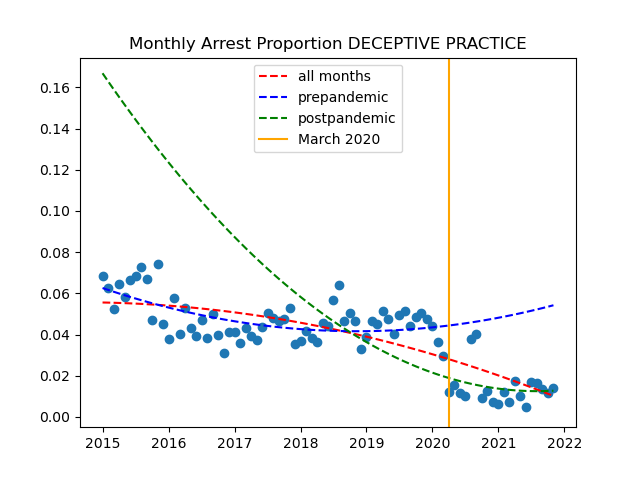 Monthly Arrest Proportion DECEPTIVE PRACTICE
all months
prepandemic
postpandemic
March 2020
0.16
0.14
0.12
0.10
0.08
0.06
0.04
0.02
0.00
2015 2016 2017 2018 2019 2020 2021 2022